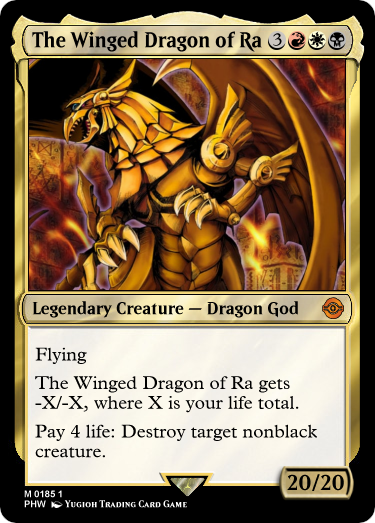 The Winged Dragon of Ra 3
Legendary Creature — Dragon God
Flying
The Winged Dragon of Ra gets
-X/-X, where X is your life total.
Pay 4 life: Destroy target nonblack
creature.
20/20
M 0185 1
PHW Yugioh Trading Card Game